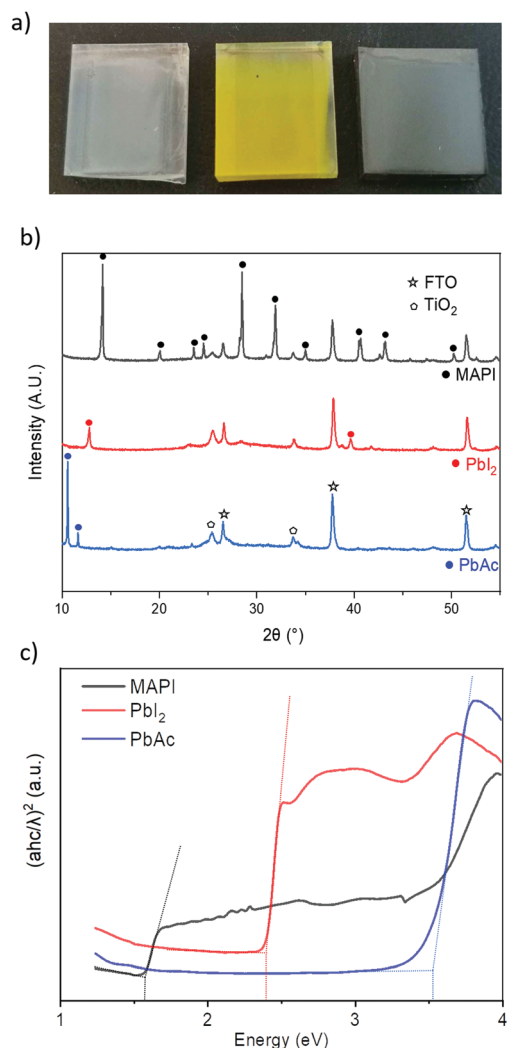 a)
b)
Intensity (A.U.)
FTO
TiO₂
MAPI
PbI₂
PbAc
10 20 30 40 50
2θ (°)
c)
(ahc/λ)² (a.u.)
MAPI
PbI₂
PbAc
1 2 3 4
Energy (eV)